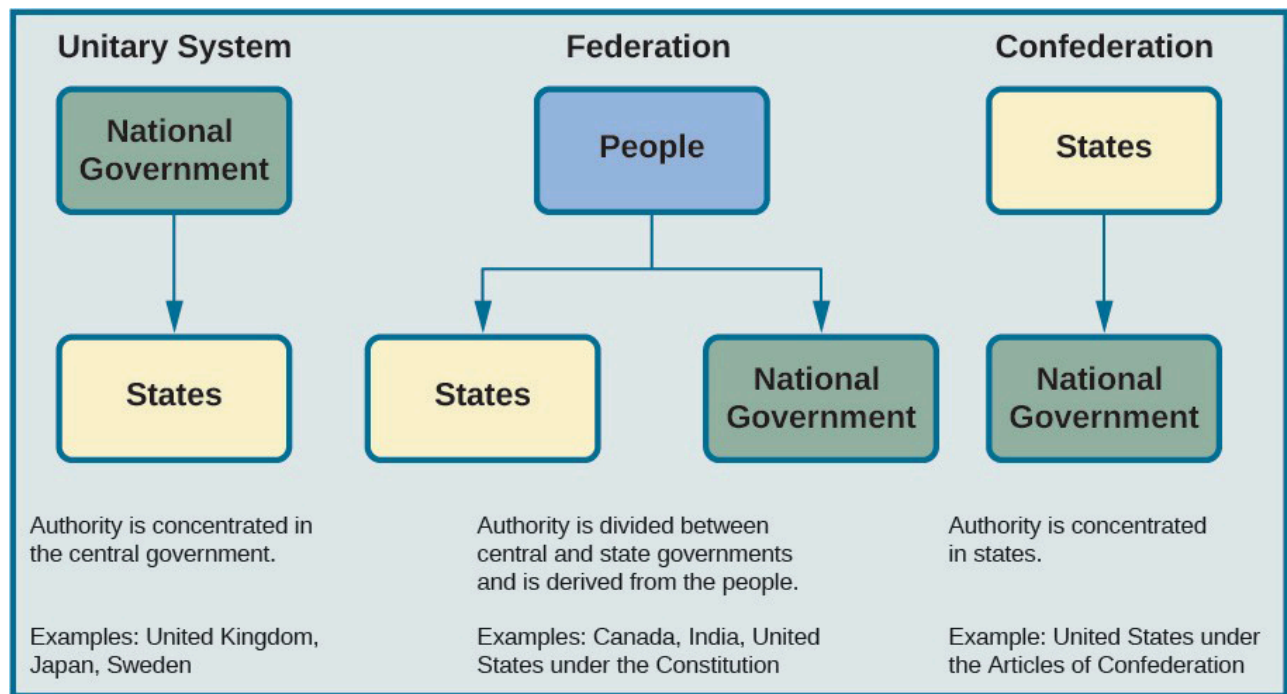 Unitary System
National
Government
States
Authority is concentrated in
the central government.
Examples: United Kingdom,
Japan, Sweden
Federation
People
States
National
Government
Authority is divided between
central and state governments
and is derived from the people.
Examples: Canada, India, United
States under the Constitution
Confederation
States
National
Government
Authority is concentrated
in states.
Example: United States under
the Articles of Confederation